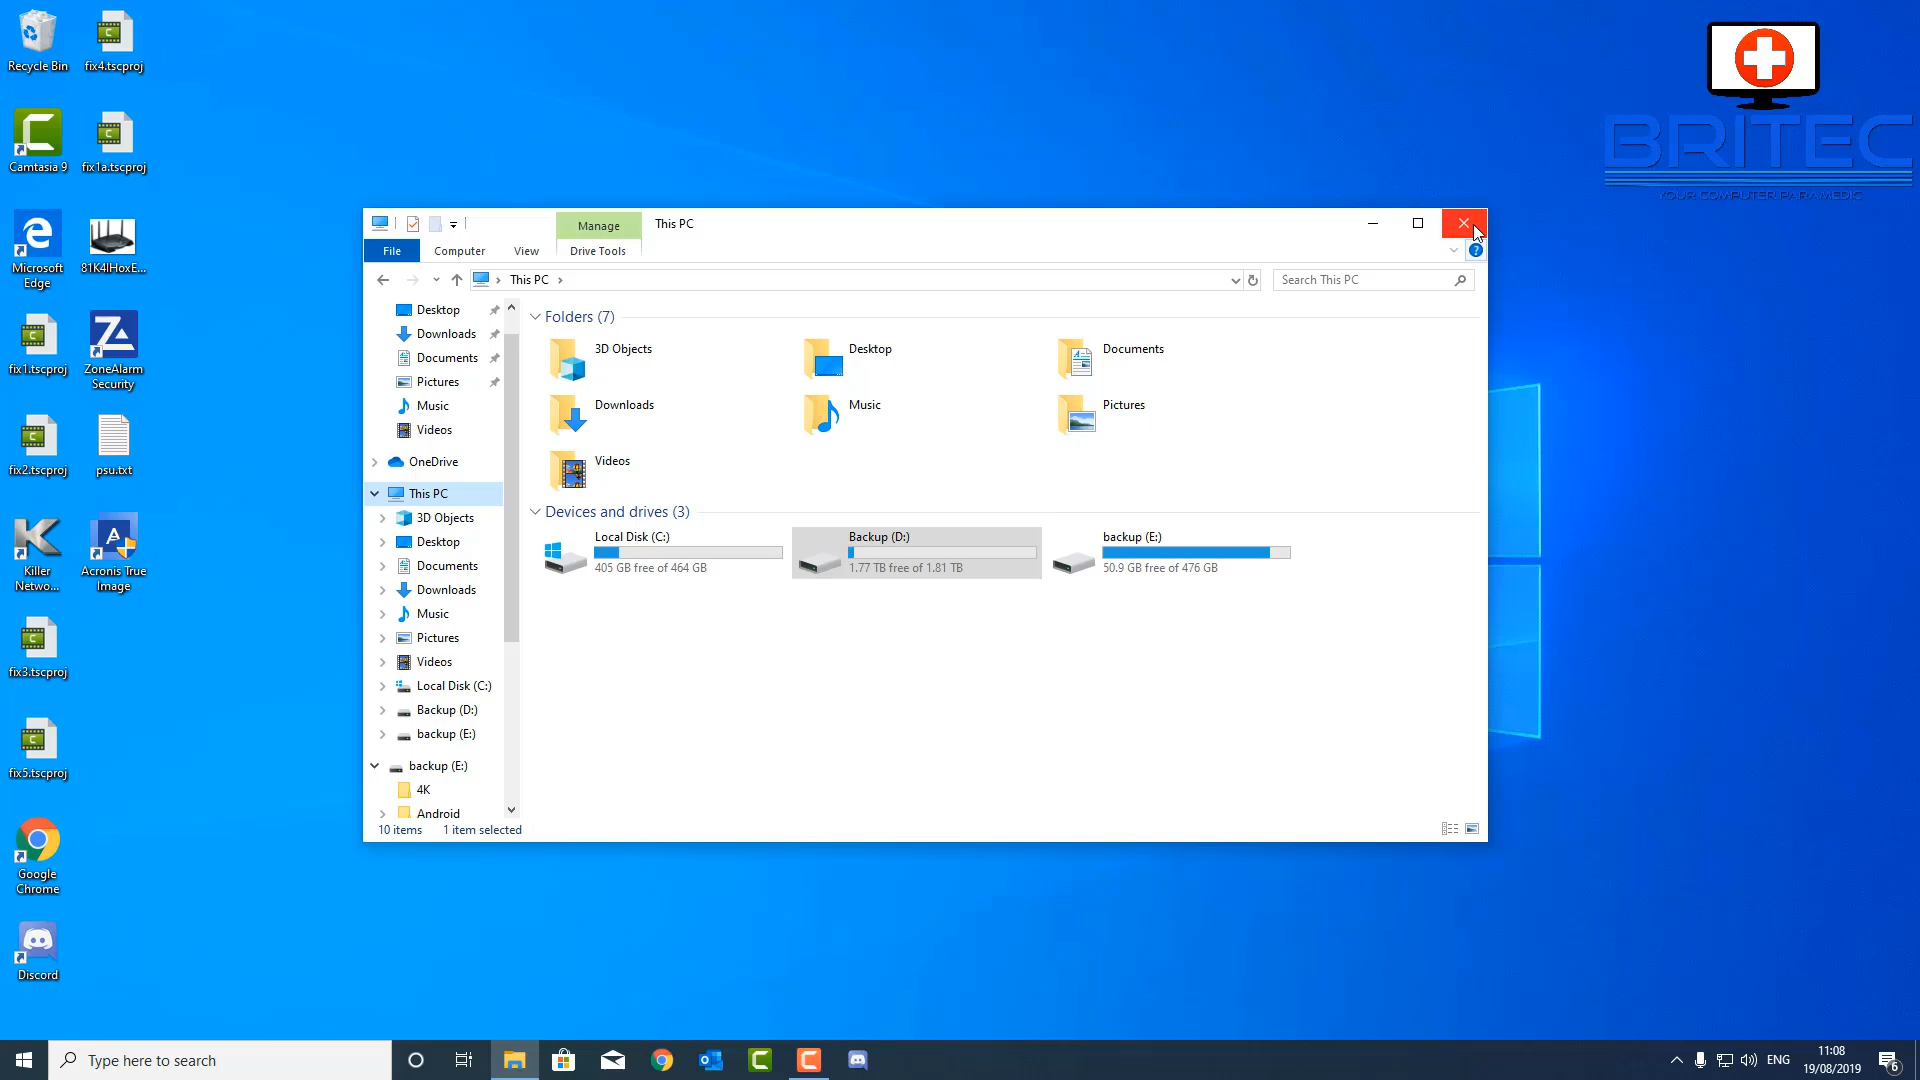 Recycle Bin
fix4.tscproj
Camtasia 9
fix1a.tscproj
Microsoft
Edge
81K4lHoxE...
fix1.tscproj
ZoneAlarm
Security
fix2.tscproj
psu.txt
Killer
Netwo...
Acronis True
Image
fix3.tscproj
fix5.tscproj
Google
Chrome
Discord
BRITEC
YOUR COMPUTER PARAMEDIC
Manage
This PC
File
Computer
View
Drive Tools
This PC
Search This PC
Desktop
Downloads
Documents
Pictures
Music
Videos
OneDrive
This PC
3D Objects
Desktop
Documents
Downloads
Music
Pictures
Videos
Local Disk (C:)
Backup (D:)
backup (E:)
backup (E:)
4K
Android
Folders (7)
3D Objects
Desktop
Documents
Downloads
Music
Pictures
Videos
Devices and drives (3)
Local Disk (C:)
405 GB free of 464 GB
Backup (D:)
1.77 TB free of 1.81 TB
backup (E:)
50.9 GB free of 476 GB
10 items
1 item selected
Type here to search
ENG
11:08
19/08/2019
6